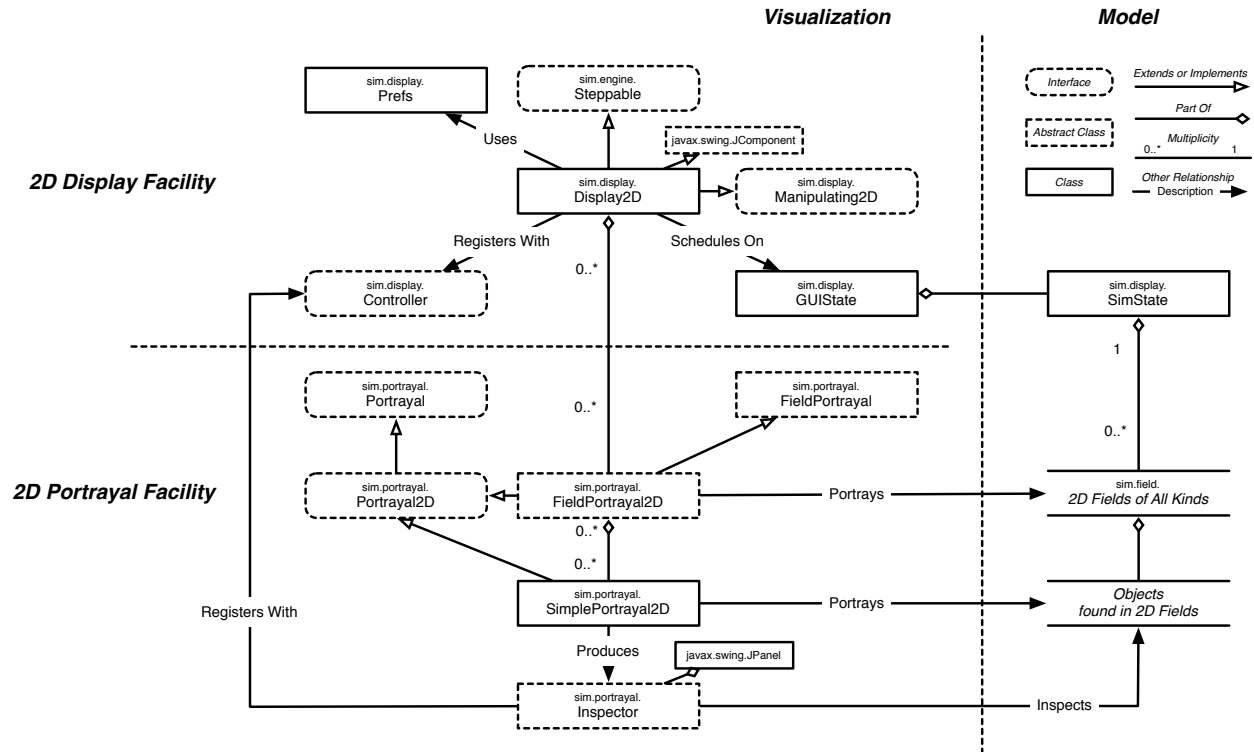 Visualization
Model
2D Display Facility
2D Portrayal Facility
sim.display.
Prefs
sim.engine.
Steppable
Uses
javax.swing.JComponent
sim.display.
Display2D
sim.display.
Manipulating2D
Registers With
Schedules On
0..*
sim.display.
Controller
sim.display.
GUIState
sim.display.
SimState
1
0..*
sim.portrayal.
Portrayal
0..*
sim.portrayal.
FieldPortrayal
sim.portrayal.
Portrayal2D
sim.portrayal.
FieldPortrayal2D
Portrays
sim.field.
2D Fields of All Kinds
0..*
0..*
sim.portrayal.
SimplePortrayal2D
Portrays
Objects
found in 2D Fields
Registers With
Produces
javax.swing.JPanel
sim.portrayal.
Inspector
Inspects
Interface
Extends or Implements
Part Of
Abstract Class
Multiplicity
0..*
1
Class
Other Relationship
Description